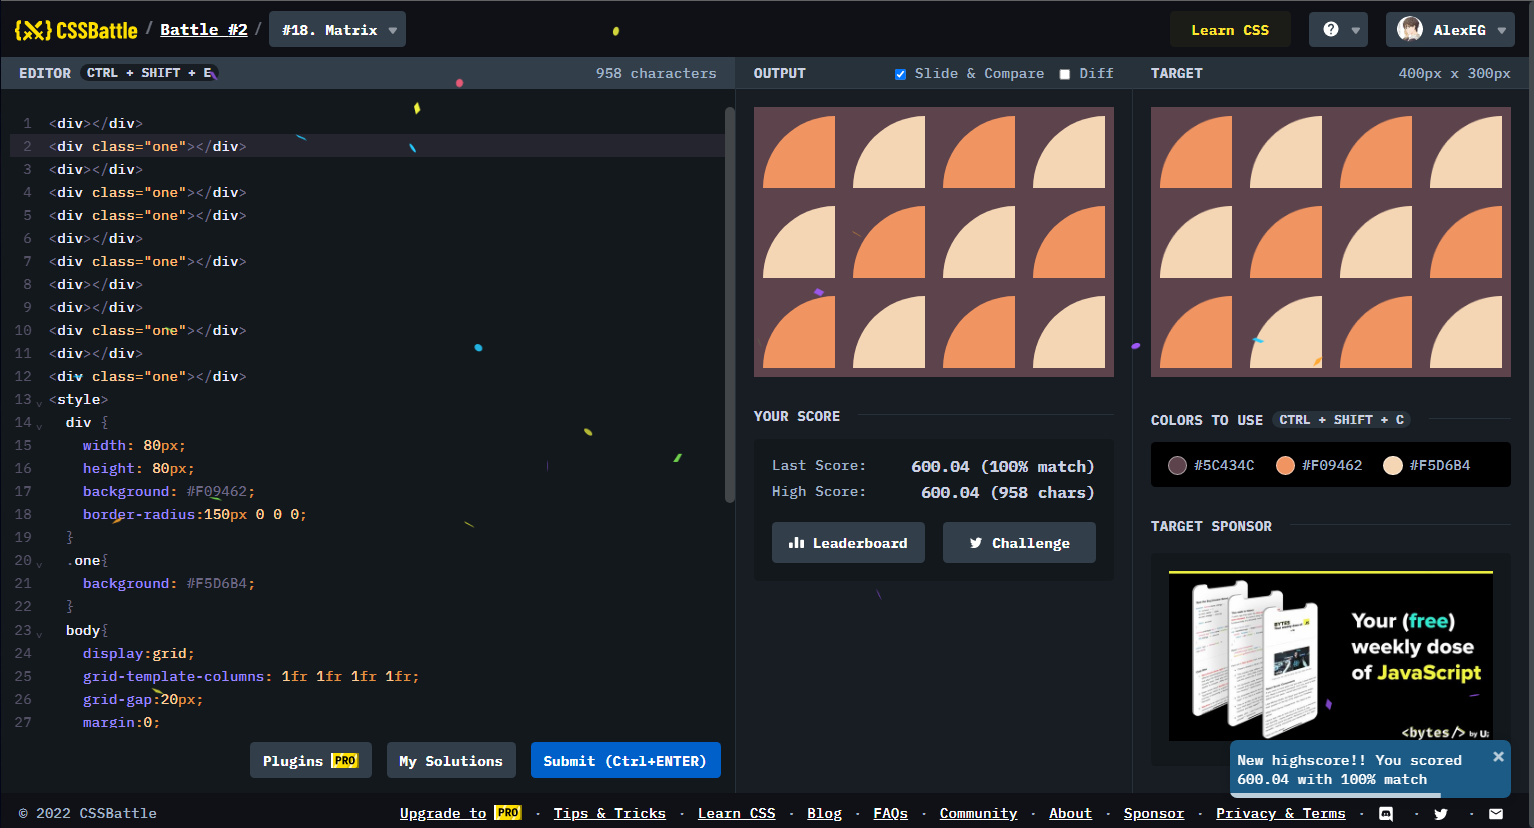 CSSBattle / Battle #2 / #18. Matrix
Learn CSS
?
AlexEG
EDITOR CTRL + SHIFT + E 958 characters
OUTPUT Slide & Compare Diff
TARGET 400px x 300px
1 <div></div>
2 <div class="one"></div>
3 <div></div>
4 <div class="one"></div>
5 <div class="one"></div>
6 <div></div>
7 <div class="one"></div>
8 <div></div>
9 <div></div>
10 <div class="one"></div>
11 <div></div>
12 <div class="one"></div>
13 <style>
14 div {
15 width: 80px;
16 height: 80px;
17 background: #F09462;
18 border-radius:150px 0 0 0;
19 }
20 .one{
21 background: #F5D6B4;
22 }
23 body{
24 display:grid;
25 grid-template-columns: 1fr 1fr 1fr 1fr;
26 grid-gap:20px;
27 margin:0;
Plugins PRO
My Solutions
Submit (Ctrl+ENTER)
YOUR SCORE
Last Score: 600.04 (100% match)
High Score: 600.04 (958 chars)
Leaderboard
Challenge
COLORS TO USE CTRL + SHIFT + C
#5C434C #F09462 #F5D6B4
TARGET SPONSOR
BYTES
Your (free)
weekly dose
of JavaScript
<bytes/> by ui
New highscore!! You scored
600.04 with 100% match
© 2022 CSSBattle
Upgrade to PRO · Tips & Tricks · Learn CSS · Blog · FAQs · Community · About · Sponsor · Privacy & Terms · · ·